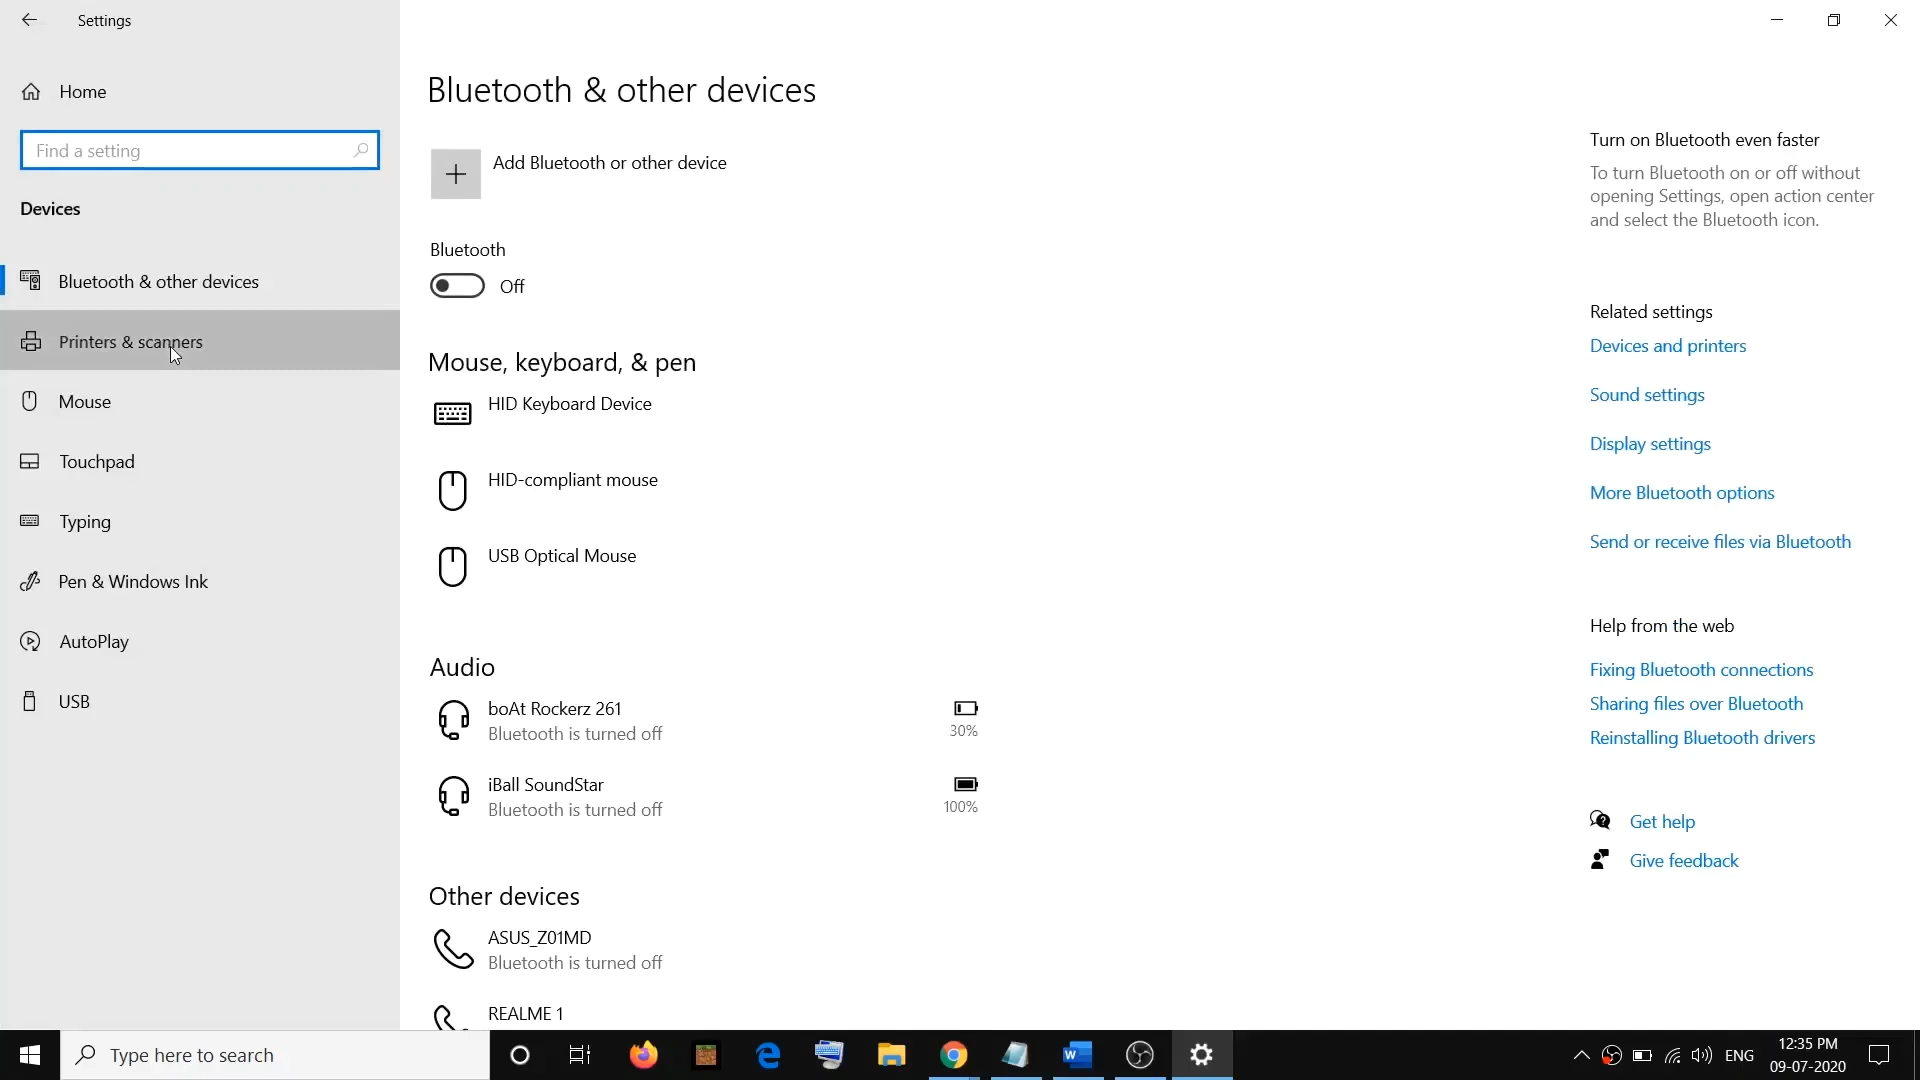 Settings
Home
Find a setting
Devices
Bluetooth & other devices
Printers & scanners
Mouse
Touchpad
Typing
Pen & Windows Ink
AutoPlay
USB
Bluetooth & other devices
Add Bluetooth or other device
Bluetooth
Off
Mouse, keyboard, & pen
HID Keyboard Device
HID-compliant mouse
USB Optical Mouse
Audio
boAt Rockerz 261
Bluetooth is turned off
30%
iBall SoundStar
Bluetooth is turned off
100%
Other devices
ASUS_Z01MD
Bluetooth is turned off
REALME 1
Turn on Bluetooth even faster
To turn Bluetooth on or off without
opening Settings, open action center
and select the Bluetooth icon.
Related settings
Devices and printers
Sound settings
Display settings
More Bluetooth options
Send or receive files via Bluetooth
Help from the web
Fixing Bluetooth connections
Sharing files over Bluetooth
Reinstalling Bluetooth drivers
Get help
Give feedback
Type here to search
W
ENG
12:35 PM
09-07-2020